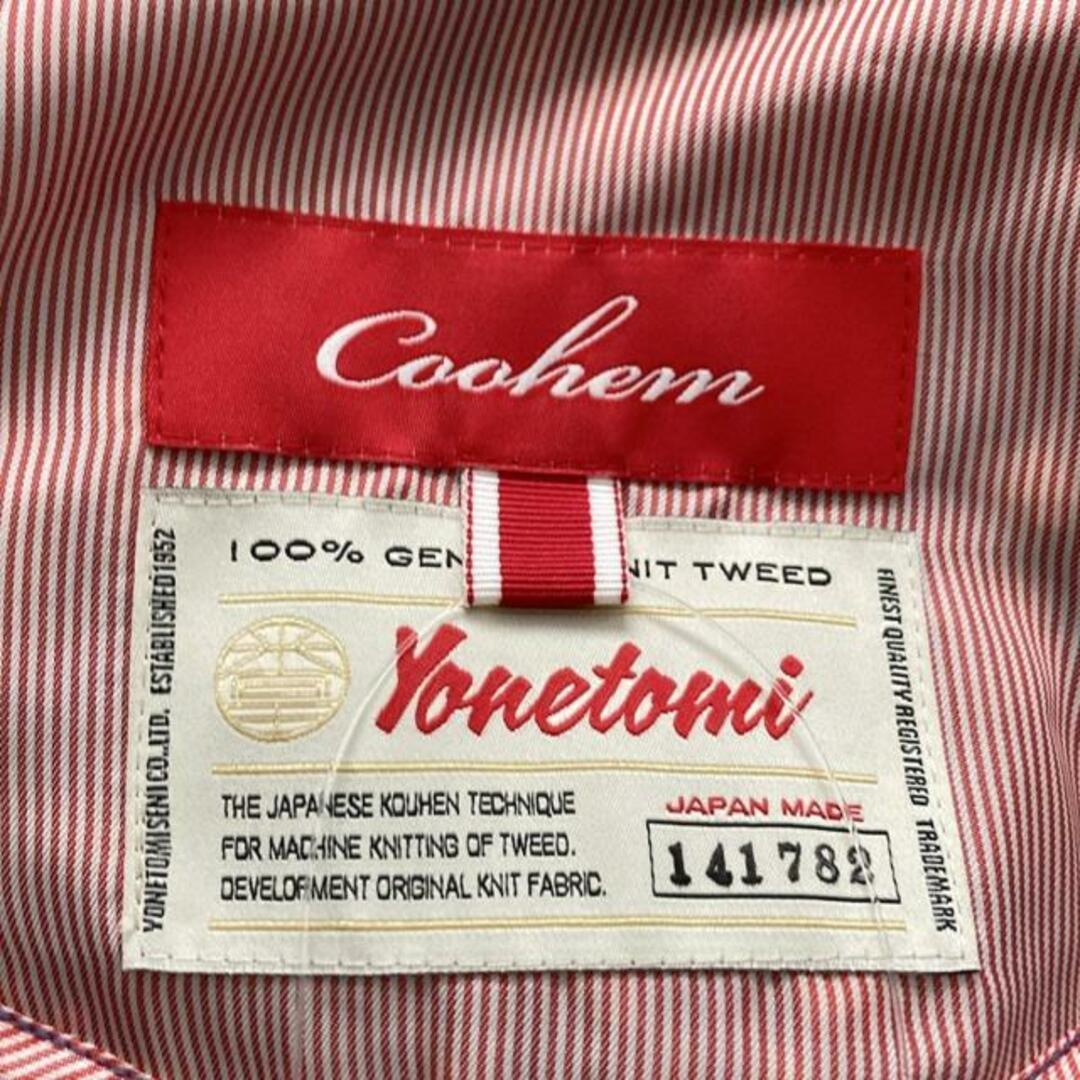 Coohem
100% GEN NIT TWEED
YONETOMISENI CO.,LTD. ESTABLISHED1952
Yonetomi
THE JAPANESE KOUHEN TECHNIQUE
FOR MACHINE KNITTING OF TWEED.
DEVELOPMENT ORIGINAL KNIT FABRIC.
JAPAN MADE
141782
FINEST QUALITY REGISTERED TRADEMARK